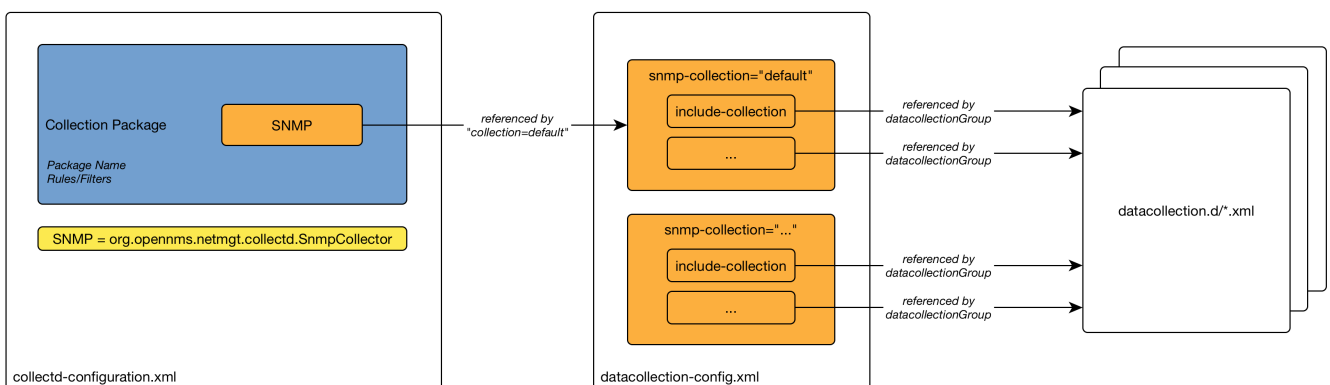 Collection Package
SNMP
Package Name
Rules/Filters
SNMP = org.opennms.netmgt.collectd.SnmpCollector
collectd-configuration.xml
referenced by
"collection=default"
snmp-collection="default"
include-collection
...
snmp-collection="..."
include-collection
...
datacollection-config.xml
referenced by
datacollectionGroup
referenced by
datacollectionGroup
referenced by
datacollectionGroup
referenced by
datacollectionGroup
datacollection.d/*.xml